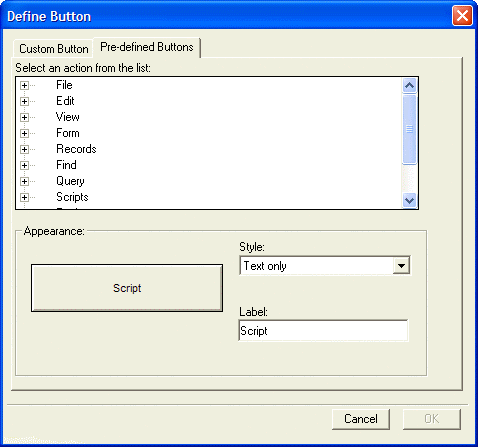 Define Button
Custom Button
Pre-defined Buttons
Select an action from the list:
File
Edit
View
Form
Records
Find
Query
Scripts
Appearance:
Style:
Script
Text only
Label:
Script
Cancel
OK